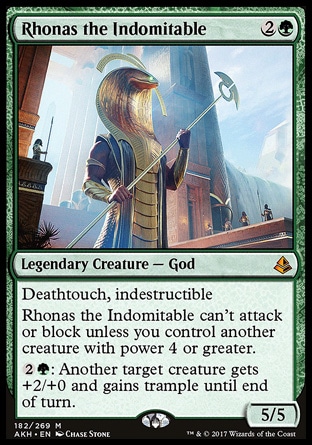 Rhonas the Indomitable 2
Legendary Creature — God
Deathtouch, indestructible
Rhonas the Indomitable can't attack
or block unless you control another
creature with power 4 or greater.
2 : Another target creature gets
+2/+0 and gains trample until end
of turn.
5/5
182/269 M
AKH • EN Chase Stone
™ & © 2017 Wizards of the Coast